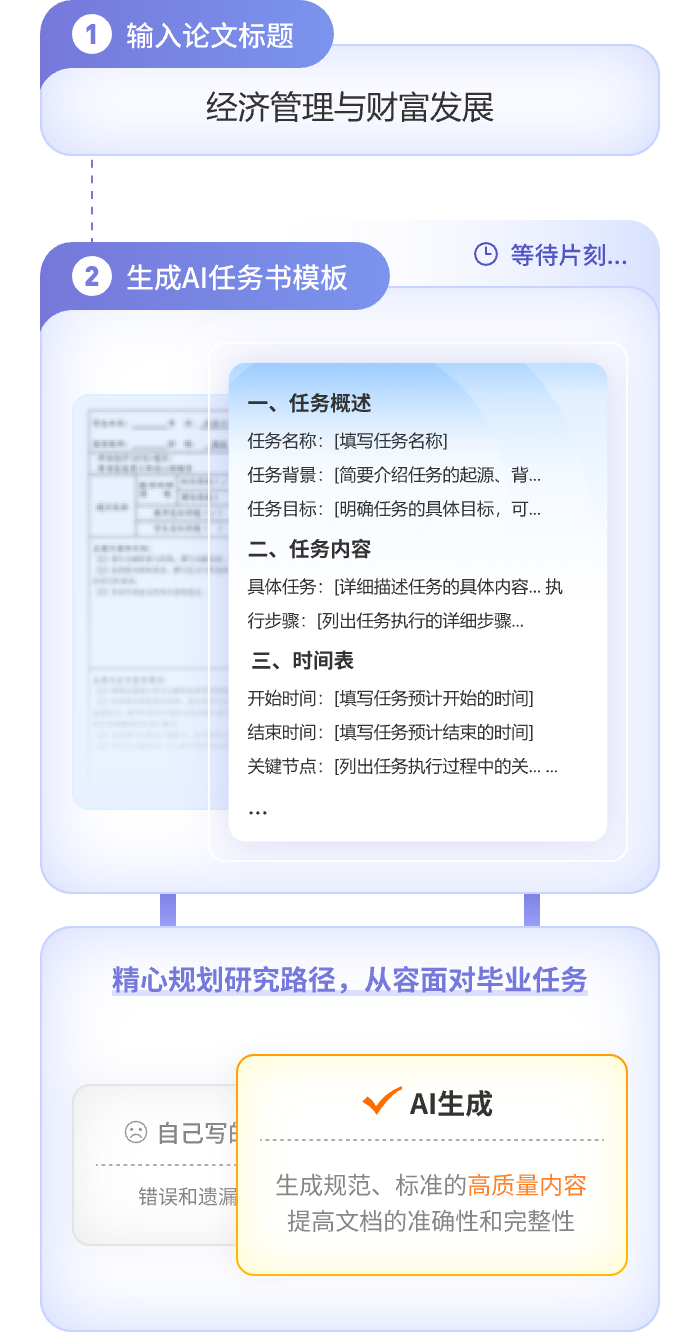 1 输入论文标题
经济管理与财富发展
等待片刻...
2 生成AI任务书模板
一、任务概述
任务名称：[填写任务名称]
任务背景：[简要介绍任务的起源、背...
任务目标：[明确任务的具体目标，可...
二、任务内容
具体任务：[详细描述任务的具体内容... 执
行步骤：[列出任务执行的详细步骤...
三、时间表
开始时间：[填写任务预计开始的时间]
结束时间：[填写任务预计结束的时间]
关键节点：[列出任务执行过程中的关... ...
...
精心规划研究路径，从容面对毕业任务
自己写的
错误和遗漏
AI生成
生成规范、标准的高质量内容
提高文档的准确性和完整性